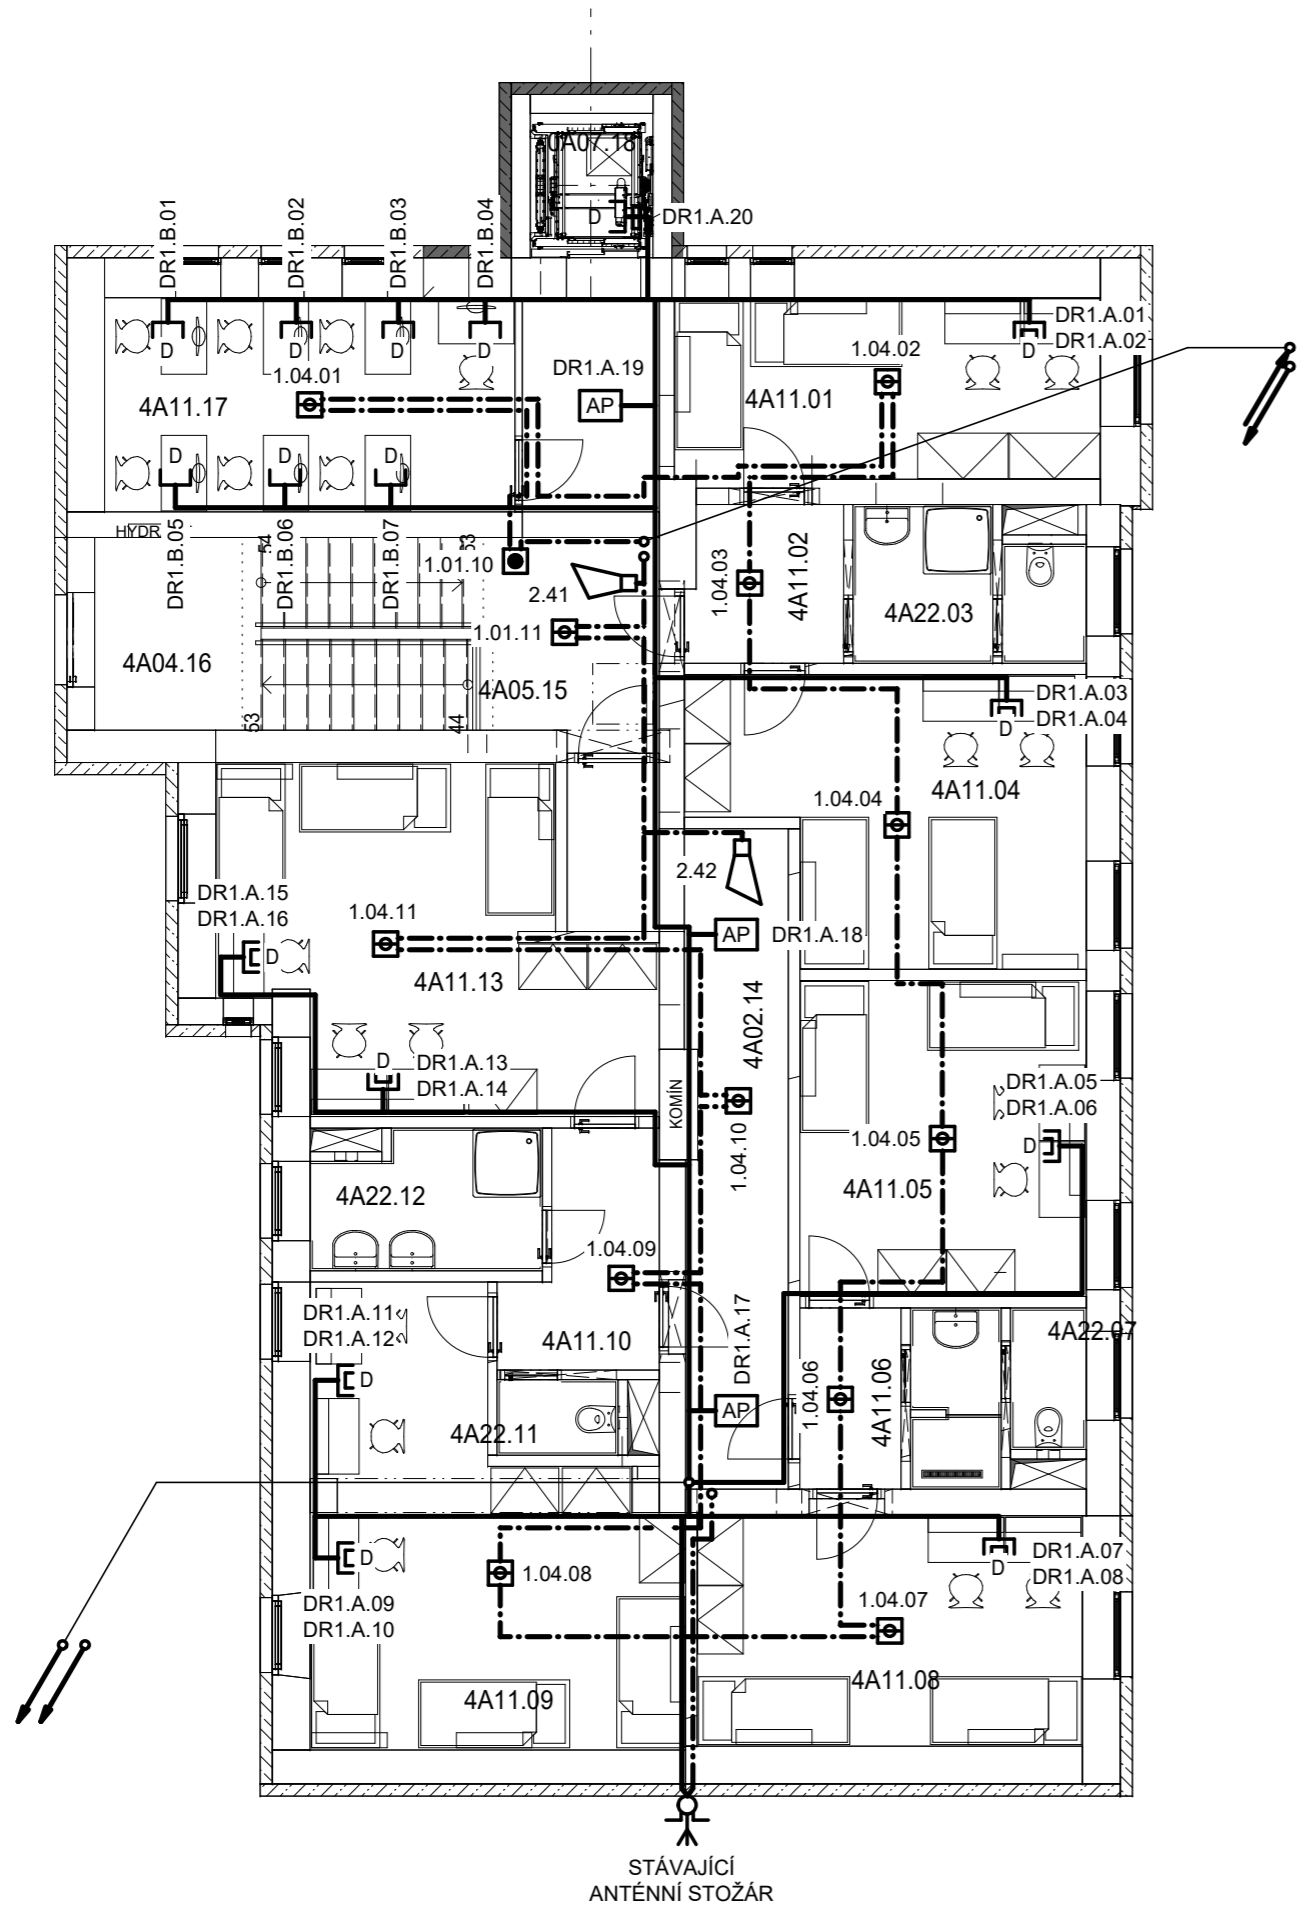 0A07.18
D
DR1.A.20
DR1.B.01
DR1.B.02
DR1.B.03
DR1.B.04
D
D
D
D
D
DR1.A.01
DR1.A.02
1.04.01
DR1.A.19
1.04.02
4A11.17
AP
4A11.01
D
D
D
HYDR
DR1.B.05
54
DR1.B.06
DR1.B.07
53
1.01.10
2.41
1.04.03
4A11.02
4A22.03
1.01.11
4A04.16
4A05.15
53
44
DR1.A.03
DR1.A.04
D
1.04.04
4A11.04
2.42
DR1.A.15
DR1.A.16
1.04.11
AP
DR1.A.18
D
4A11.13
4A02.14
D
DR1.A.13
DR1.A.14
KOMÍN
1.04.10
DR1.A.05
DR1.A.06
1.04.05
D
4A11.05
4A22.12
1.04.09
DR1.A.11
DR1.A.12
4A11.10
DR1.A.17
4A22.07
D
1.04.06
4A11.06
AP
4A22.11
D
1.04.08
D
DR1.A.07
DR1.A.08
DR1.A.09
DR1.A.10
1.04.07
4A11.09
4A11.08
STÁVAJÍCÍ
ANTÉNNÍ STOŽÁR